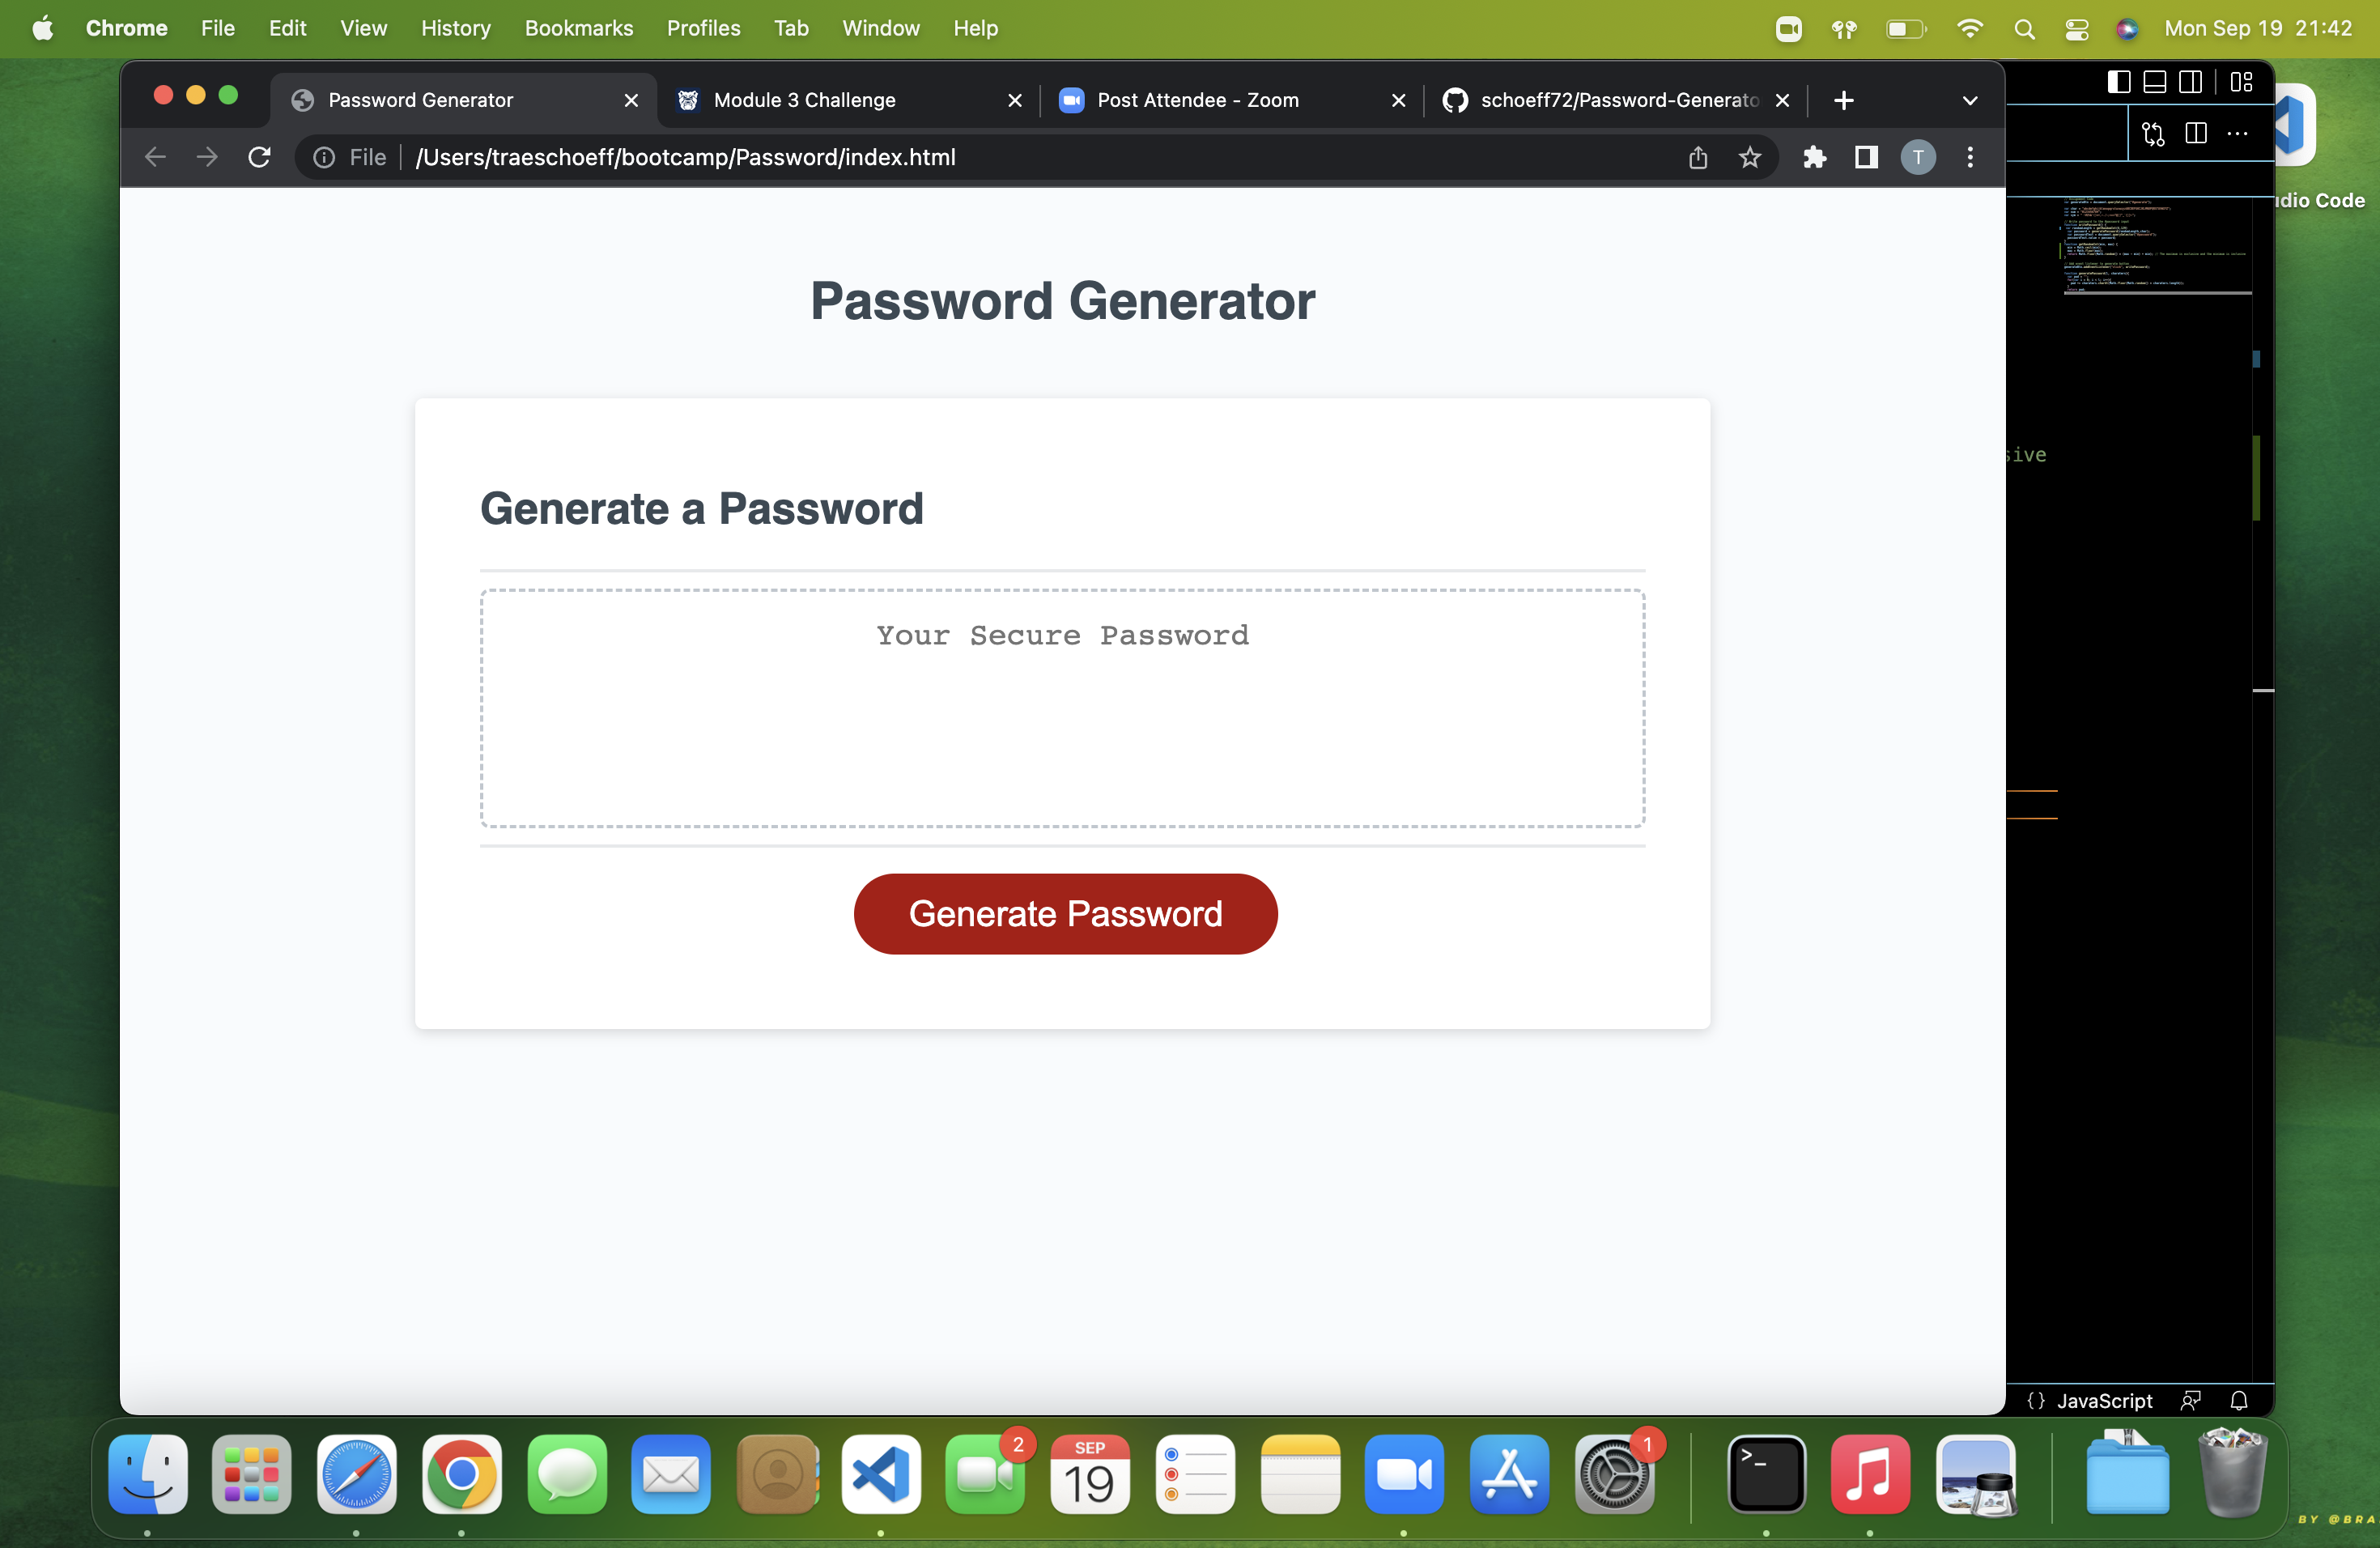 Chrome File Edit View History Bookmarks Profiles Tab Window Help Mon Sep 19 21:42
Password Generator Module 3 Challenge Post Attendee - Zoom schoeff72/Password-Generato
File /Users/traeschoeff/bootcamp/Password/index.html T
dio Code
Password Generator
sive
Generate a Password
Your Secure Password
Generate Password
{} JavaScript
2
SEP
19
1
BY @BRA